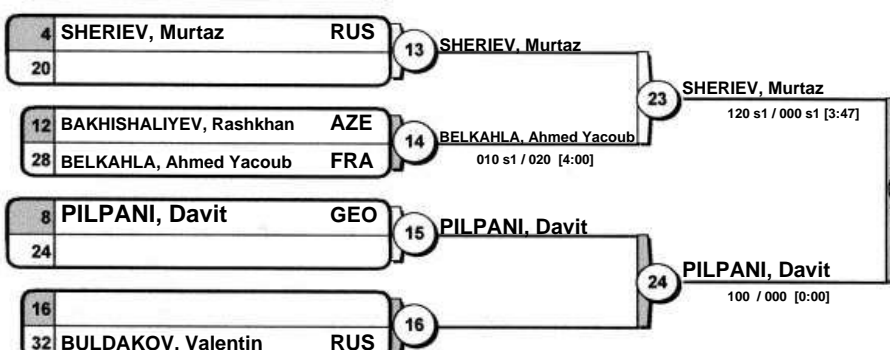 4 SHERIEV, Murtaz RUS
20
13 SHERIEV, Murtaz
12 BAKHISHALIYEV, Rashkhan AZE
28 BELKAHLA, Ahmed Yacoub FRA
14 BELKAHLA, Ahmed Yacoub
010 s1 / 020 [4:00]
23 SHERIEV, Murtaz
120 s1 / 000 s1 [3:47]
8 PILPANI, Davit GEO
24
15 PILPANI, Davit
16
32 BULDAKOV, Valentin RUS
16
24 PILPANI, Davit
100 / 000 [0:00]